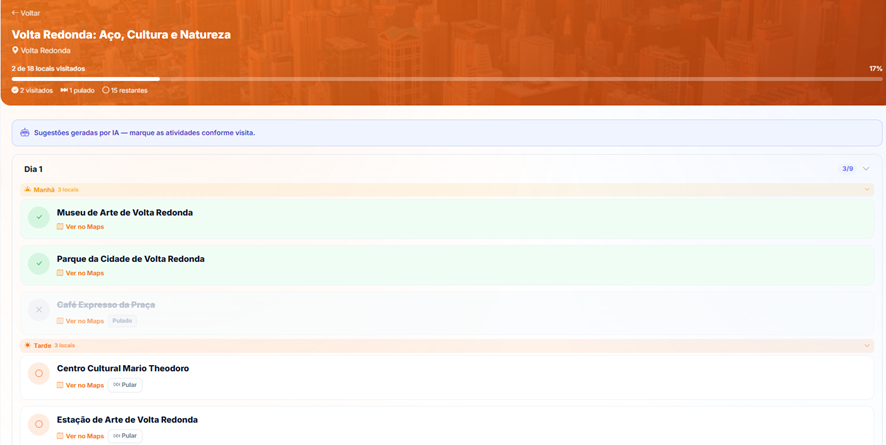 ← Voltar
Volta Redonda: Aço, Cultura e Natureza
Volta Redonda
2 de 18 locais visitados 17%
2 visitados 1 pulado 15 restantes
Sugestões geradas por IA — marque as atividades conforme visita.
Dia 1 3/9
Manhã 3 locais
Museu de Arte de Volta Redonda
Ver no Maps
Parque da Cidade de Volta Redonda
Ver no Maps
Café Expresso da Praça
Ver no Maps Pulado
Tarde 3 locais
Centro Cultural Mario Theodoro
Ver no Maps Pular
Estação de Arte de Volta Redonda
Ver no Maps Pular